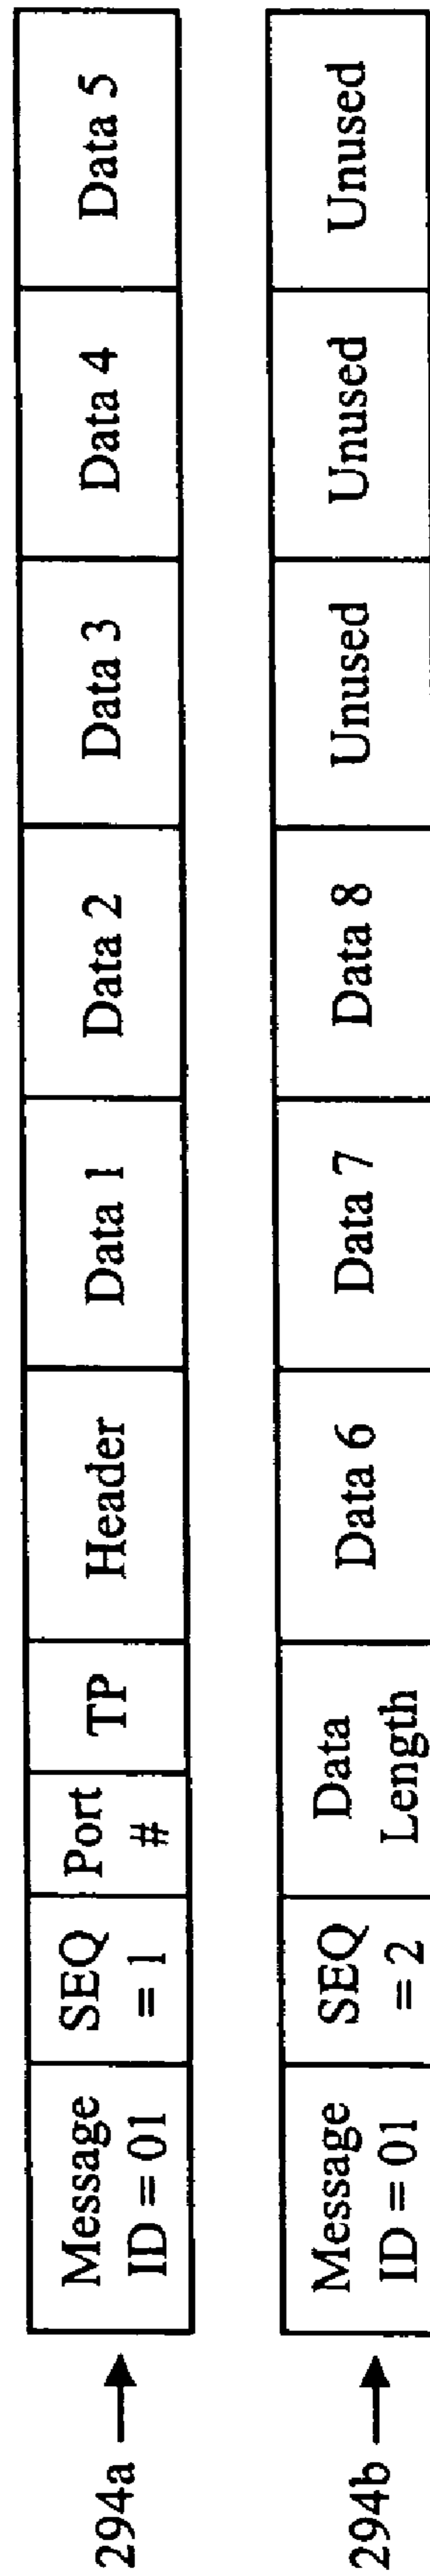 294a
Message
ID = 01
SEQ
= 1
Port
#
TP
Header
Data 1
Data 2
Data 3
Data 4
Data 5
294b
Message
ID = 01
SEQ
= 2
Data
Length
Data 6
Data 7
Data 8
Unused
Unused
Unused